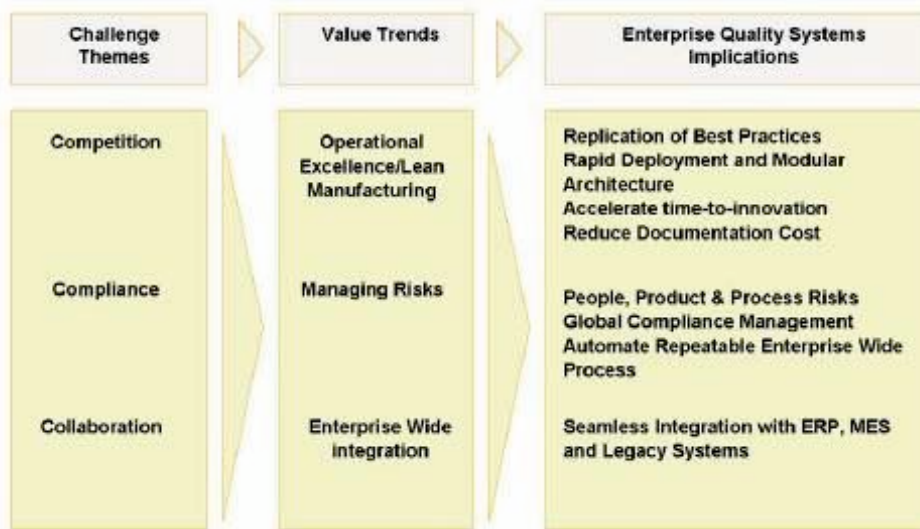 Challenge
Themes
Value Trends
Enterprise Quality Systems
Implications
Competition
Operational
Excellence/Lean
Manufacturing
Replication of Best Practices
Rapid Deployment and Modular
Architecture
Accelerate time-to-innovation
Reduce Documentation Cost
Compliance
Managing Risks
People, Product & Process Risks
Global Compliance Management
Automate Repeatable Enterprise Wide
Process
Collaboration
Enterprise Wide
integration
Seamless Integration with ERP, MES
and Legacy Systems